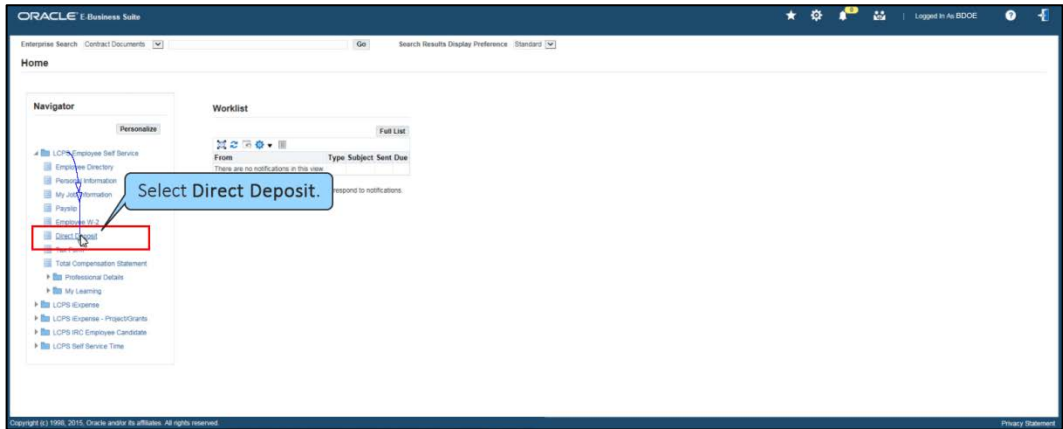 ORACLE E-Business Suite
0
Logged In As BDOE
Enterprise Search Contract Documents Go Search Results Display Preference Standard
Home
Navigator
Personalize
LCPS Employee Self Service
Employee Directory
Personal Information
My Job Information
Payslip
Employee W-2
Direct Deposit
Tax Form
Total Compensation Statement
Professional Details
My Learning
LCPS iExpense
LCPS iExpense - Project/Grants
LCPS IRC Employee Candidate
LCPS Self Service Time
Worklist
Full List
From Type Subject Sent Due
There are no notifications in this view
respond to notifications.
Select Direct Deposit.
Copyright (c) 1998, 2015, Oracle and/or its affiliates. All rights reserved.
Privacy Statement